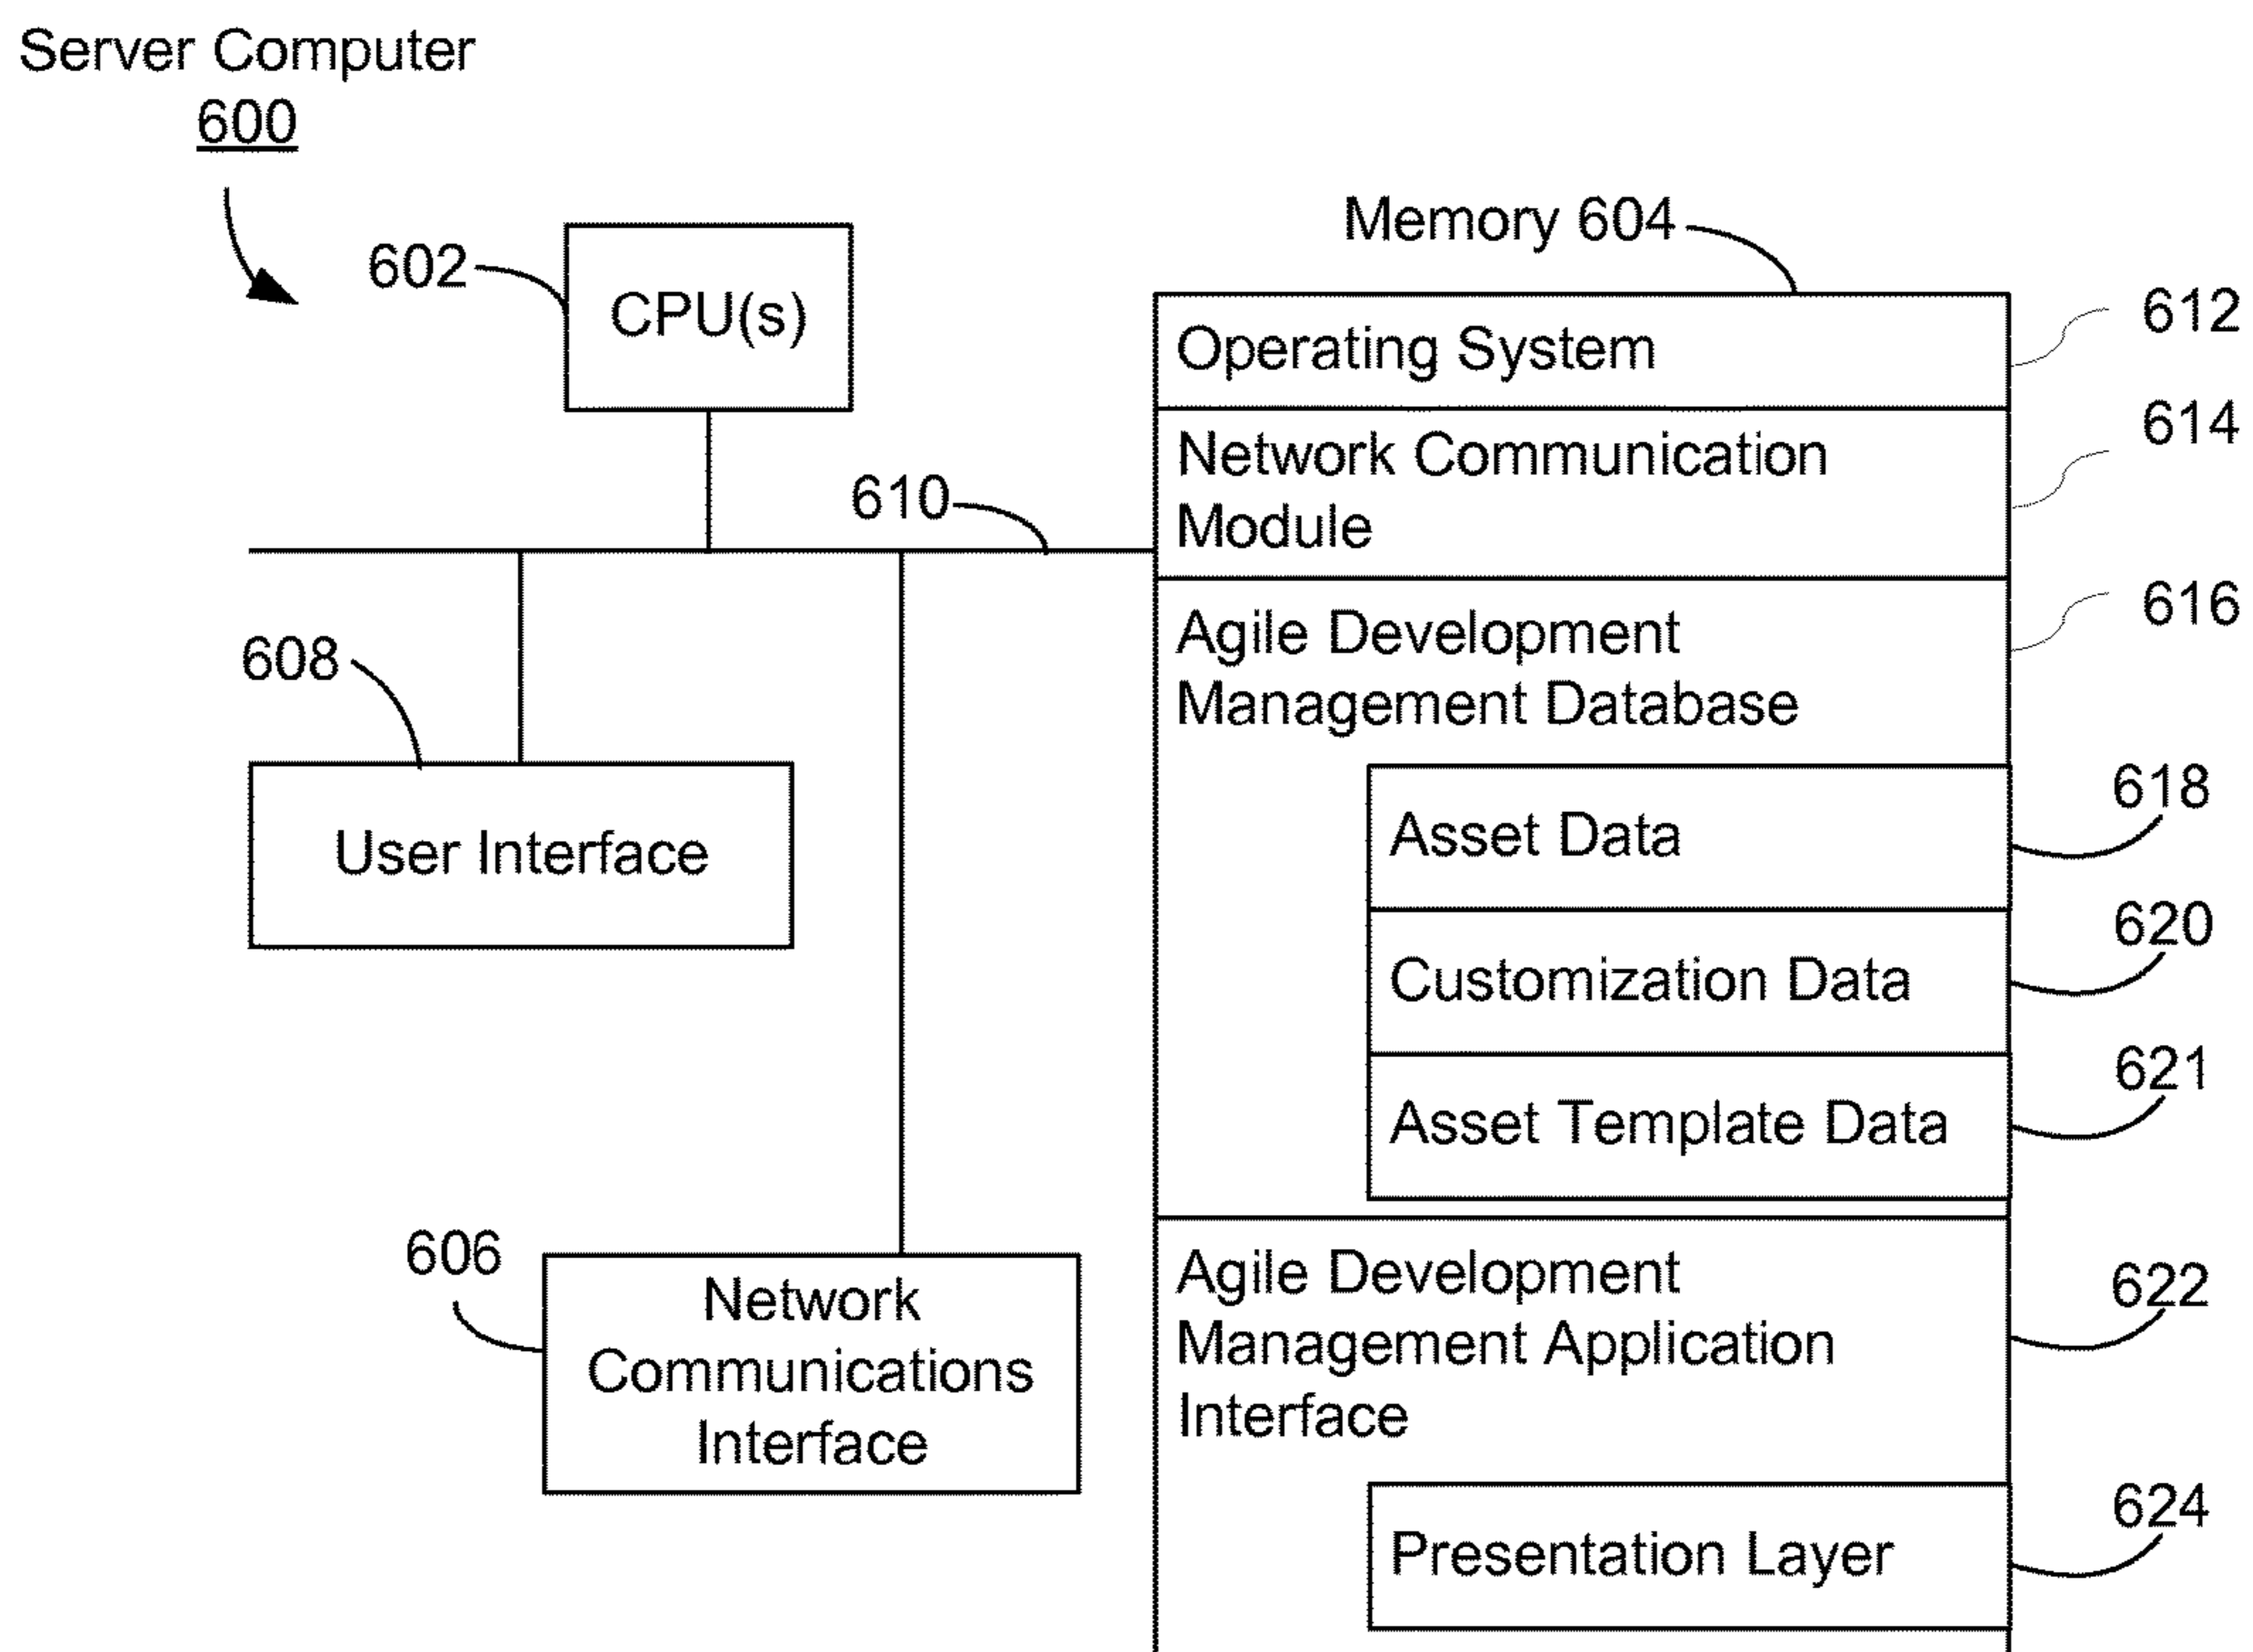 Server Computer
600
602
CPU(s)
610
608
User Interface
606
Network
Communications
Interface
Memory 604
Operating System
612
Network Communication
Module
614
Agile Development
Management Database
616
Asset Data
618
Customization Data
620
Asset Template Data
621
Agile Development
Management Application
Interface
622
Presentation Layer
624